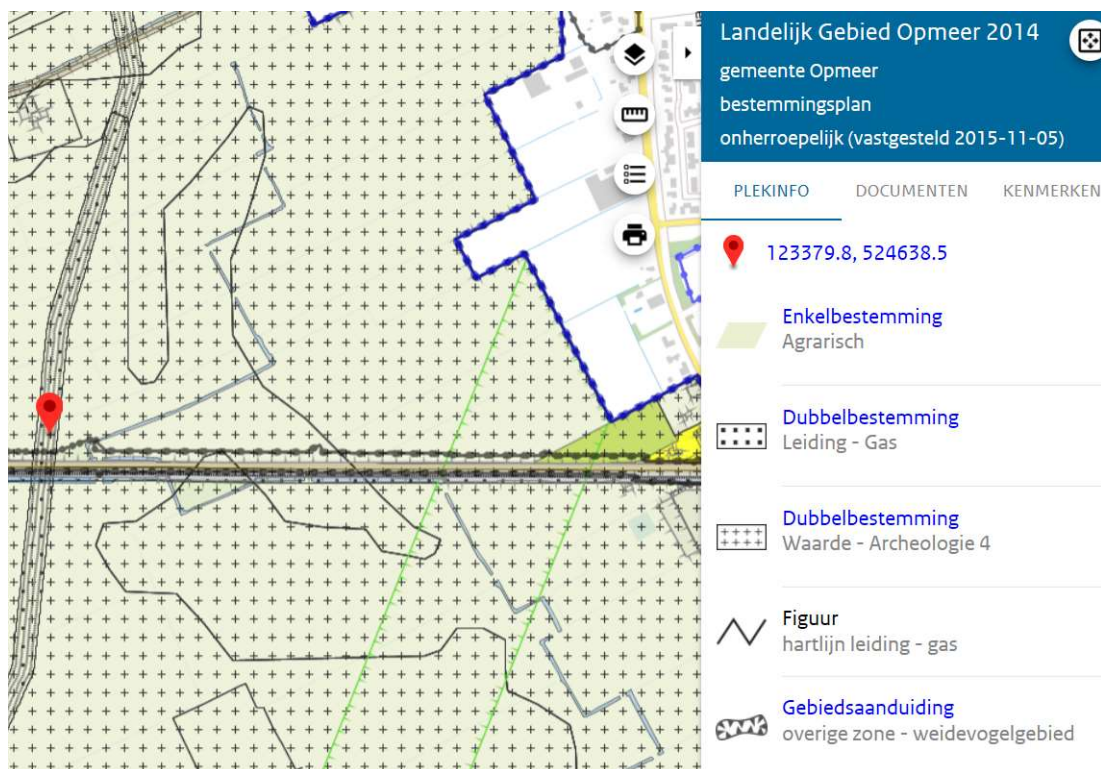 Landelijk Gebied Opmeer 2014
gemeente Opmeer
bestemmingsplan
onherroepelijk (vastgesteld 2015-11-05)
PLEKINFO DOCUMENTEN KENMERKEN
123379.8, 524638.5
Enkelbestemming
Agrarisch
Dubbelbestemming
Leiding - Gas
Dubbelbestemming
Waarde - Archeologie 4
Figuur
hartlijn leiding - gas
Gebiedsaanduiding
overige zone - weidevogelgebied